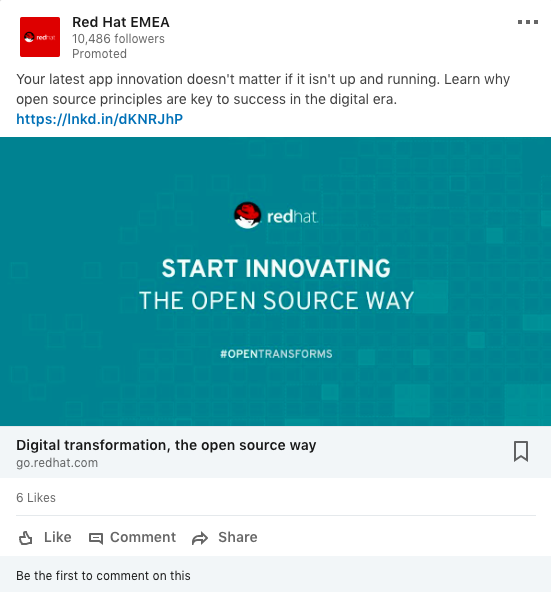 Red Hat EMEA
10,486 followers
Promoted
Your latest app innovation doesn't matter if it isn't up and running. Learn why
open source principles are key to success in the digital era.
https://lnkd.in/dKNRJhP
redhat
redhat.
START INNOVATING
THE OPEN SOURCE WAY
#OPENTRANSFORMS
Digital transformation, the open source way
go.redhat.com
6 Likes
Like Comment Share
Be the first to comment on this